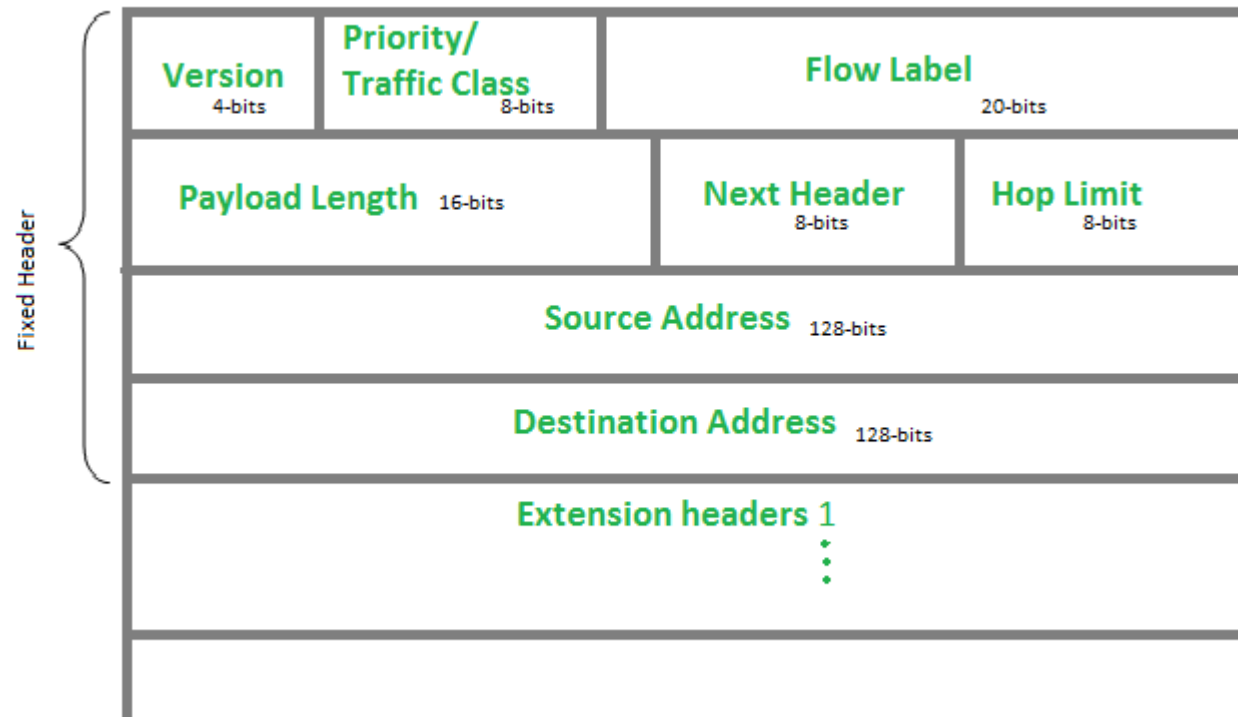 Version
4-bits
Priority/
Traffic Class
8-bits
Flow Label
20-bits
Payload Length 16-bits
Next Header
8-bits
Hop Limit
8-bits
Fixed Header
Source Address 128-bits
Destination Address 128-bits
Extension headers 1